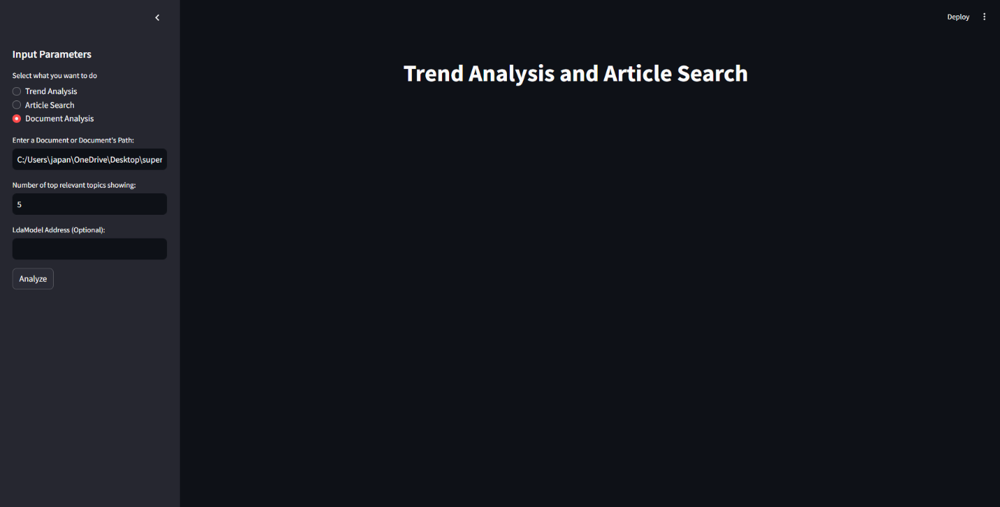 Deploy
Input Parameters
Select what you want to do
Trend Analysis
Article Search
Document Analysis
Enter a Document or Document's Path:
C:/Users\japan\OneDrive\Desktop\super
Number of top relevant topics showing:
5
LdaModel Address (Optional):
Analyze
Trend Analysis and Article Search